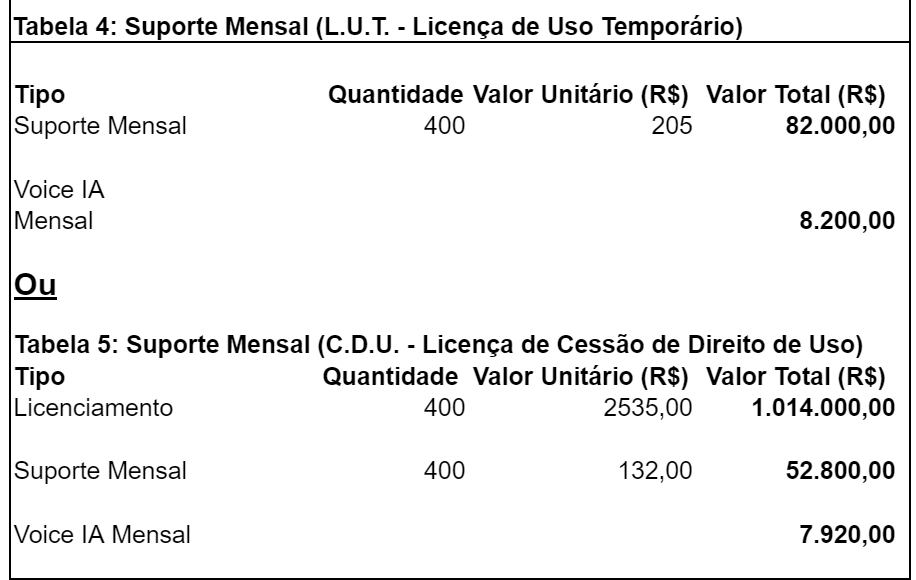 Tabela 4: Suporte Mensal (L.U.T. - Licença de Uso Temporário)
Tipo Quantidade Valor Unitário (R$) Valor Total (R$)
Suporte Mensal 400 205 82.000,00
Voice IA
Mensal 8.200,00
Ou
Tabela 5: Suporte Mensal (C.D.U. - Licença de Cessão de Direito de Uso)
Tipo Quantidade Valor Unitário (R$) Valor Total (R$)
Licenciamento 400 2535,00 1.014.000,00
Suporte Mensal 400 132,00 52.800,00
Voice IA Mensal 7.920,00